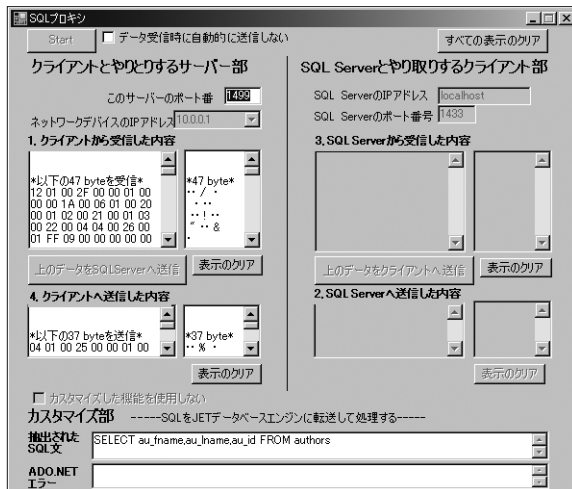 SQLプロキシ
Start
データ受信時に自動的に送信しない
すべての表示のクリア
クライアントとやりとりするサーバー部
このサーバーのポート番
1499
ネットワークデバイスのIPアドレス
10.0.0.1
1. クライアントから受信した内容
*以下の47 byteを受信*
12 01 00 2F 00 00 01 00
00 00 1A 00 06 01 00 20
00 01 02 00 21 00 01 03
00 22 00 04 04 00 26 00
01 FF 09 00 00 00 00 00
*47 byte*
･･ / ･
･ ･･
･･ ! ･･
" ･･ &
･
上のデータをSQLServerへ送信
表示のクリア
4. クライアントへ送信した内容
*以下の37 byteを送信*
04 01 00 25 00 00 01 00
*37 byte*
･･ % ･
表示のクリア
SQL Serverとやり取りするクライアント部
SQL ServerのIPアドレス
localhost
SQL Serverのポート番号
1433
3. SQL Serverから受信した内容
上のデータをクライアントへ送信
表示のクリア
2. SQL Serverへ送信した内容
表示のクリア
カスタマイズした機能を使用しない
カスタマイズ部 -----SQLをJETデータベースエンジンに転送して処理する----
抽出された
SQL文
SELECT au_fname,au_lname,au_id FROM authors
ADO.NET
エラー